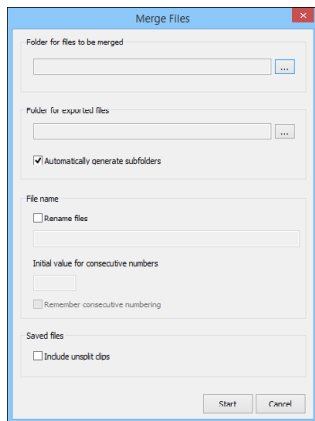 Merge Files
Folder for files to be merged
...
Folder for exported files
...
Automatically generate subfolders
File name
Rename files
Initial value for consecutive numbers
Remember consecutive numbering
Saved files
Include unsplit clips
Start Cancel